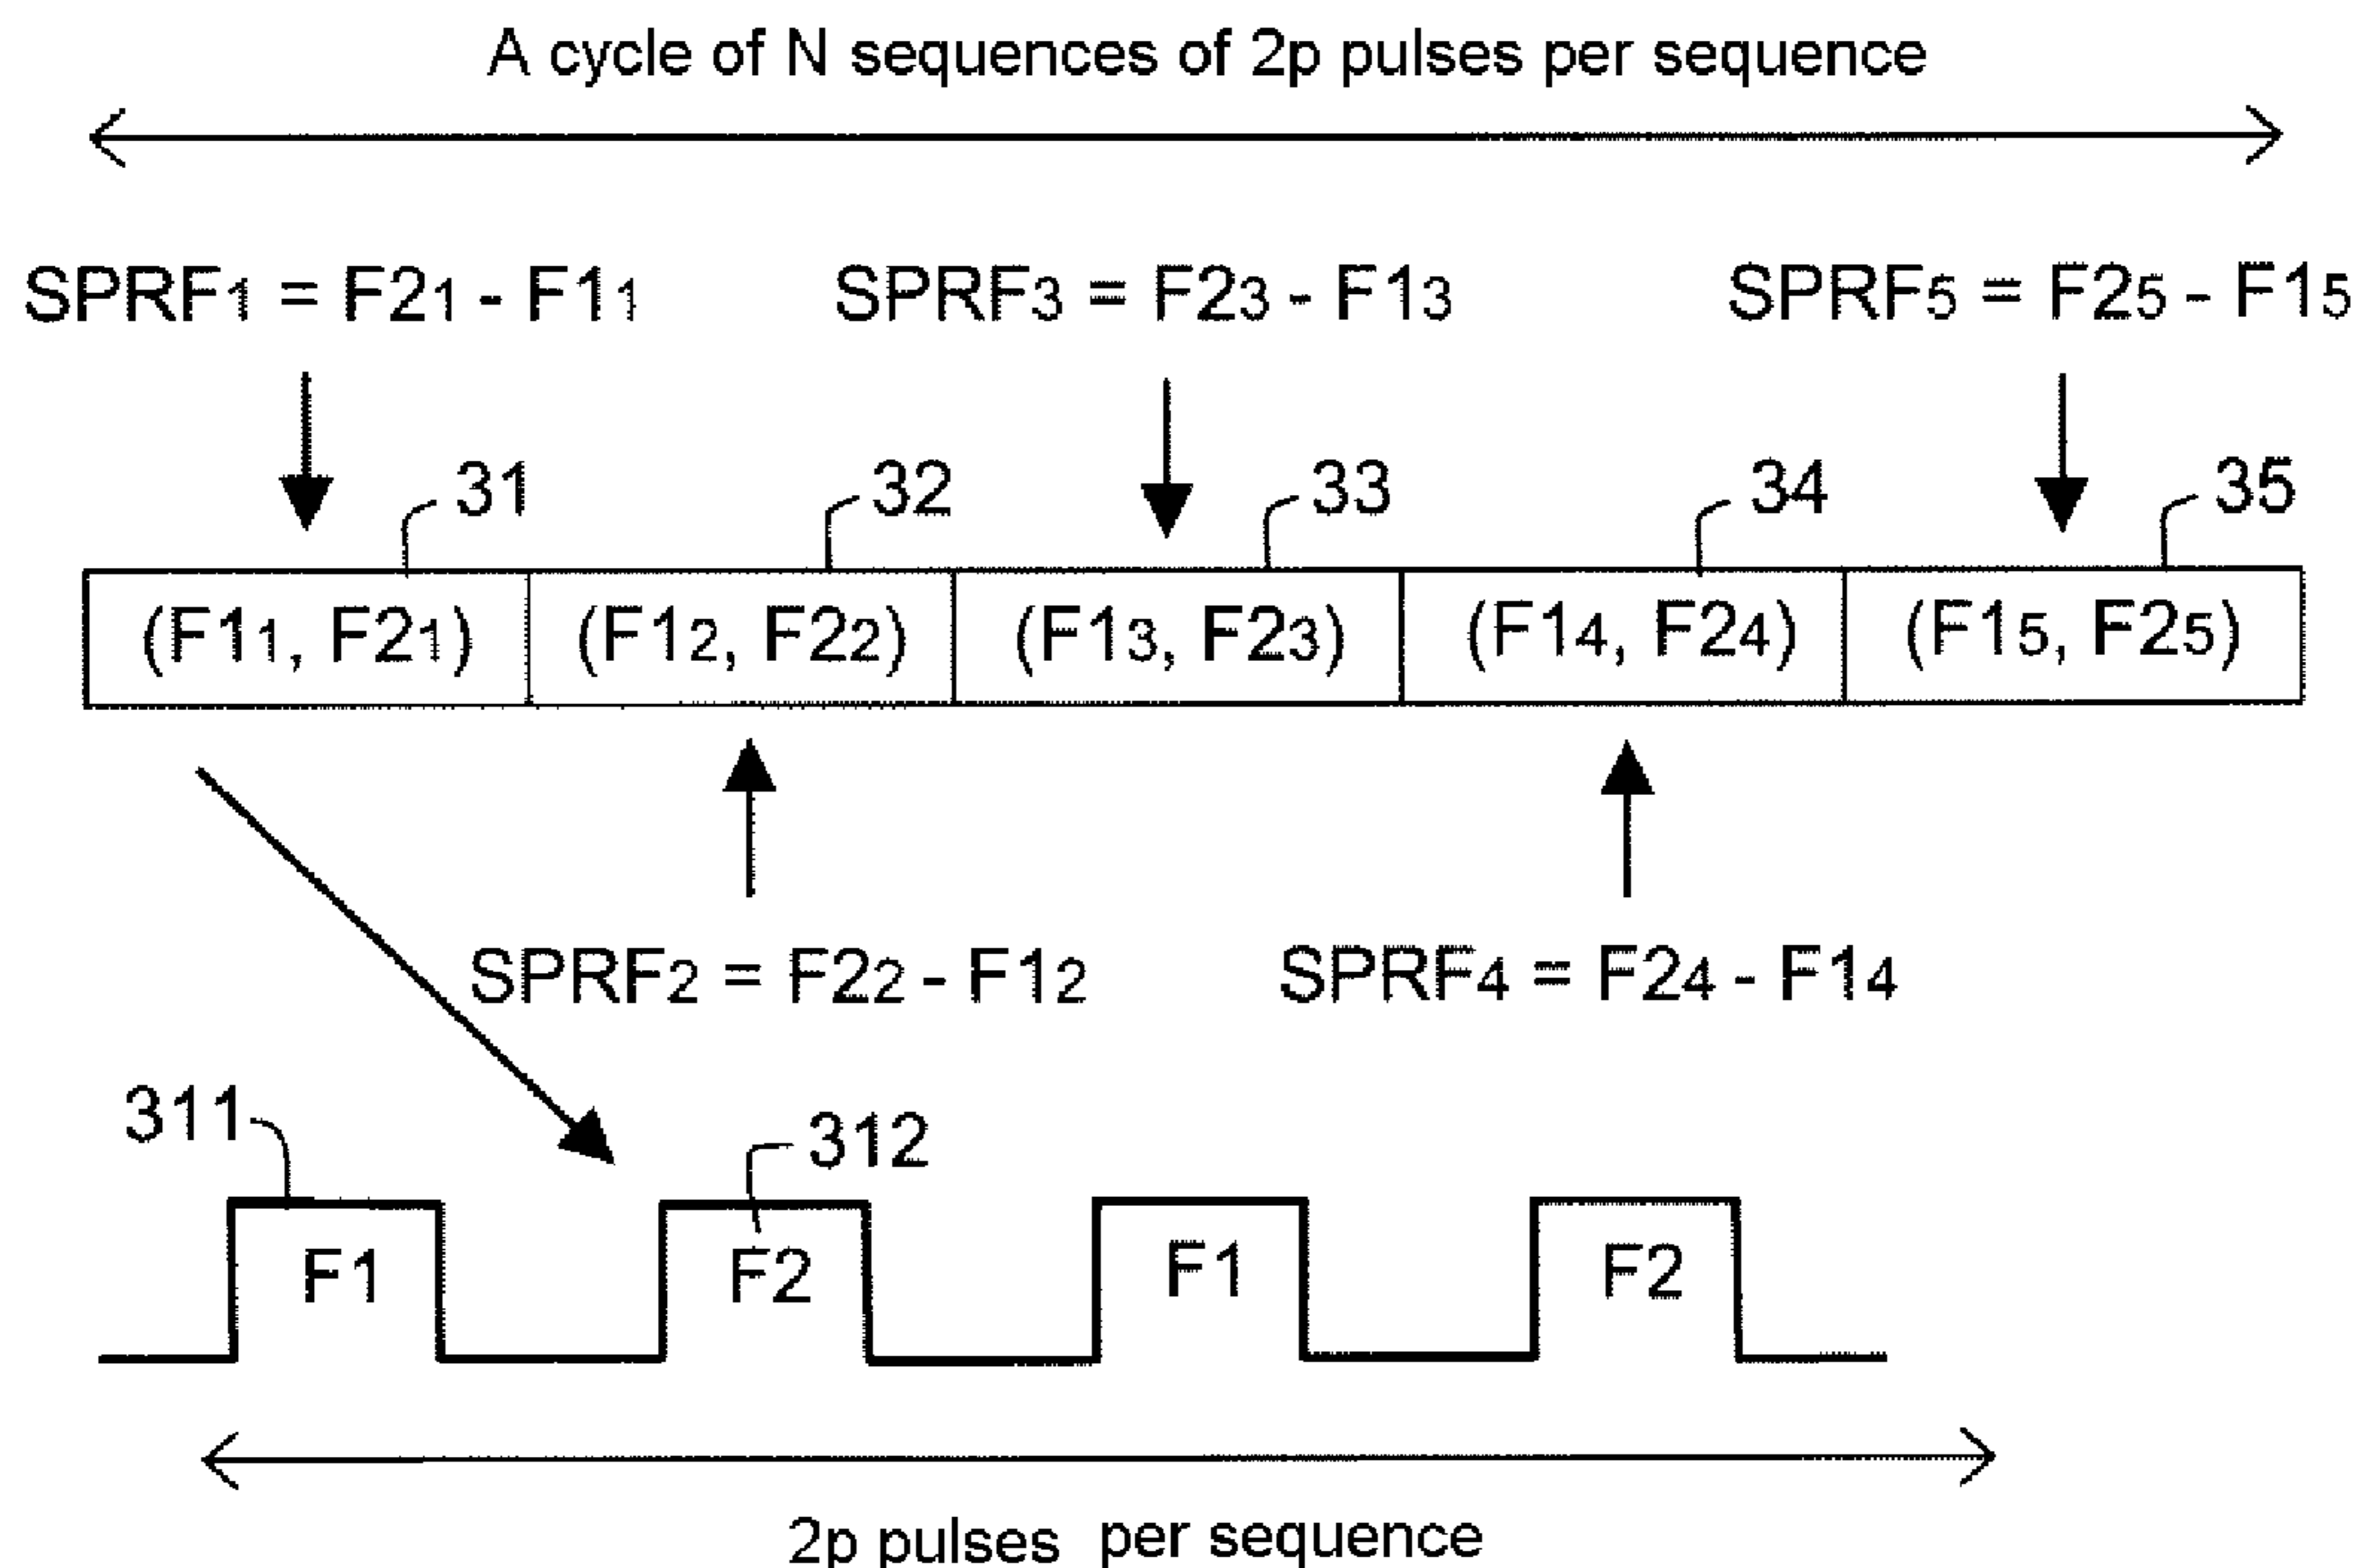 A cycle of N sequences of 2p pulses per sequence
SPRF1 = F21 - F11
SPRF3 = F23 - F13
SPRF5 = F25 - F15
31
32
33
34
35
(F11, F21)
(F12, F22)
(F13, F23)
(F14, F24)
(F15, F25)
SPRF2 = F22 - F12
SPRF4 = F24 - F14
311
312
F1
F2
F1
F2
2p pulses per sequence